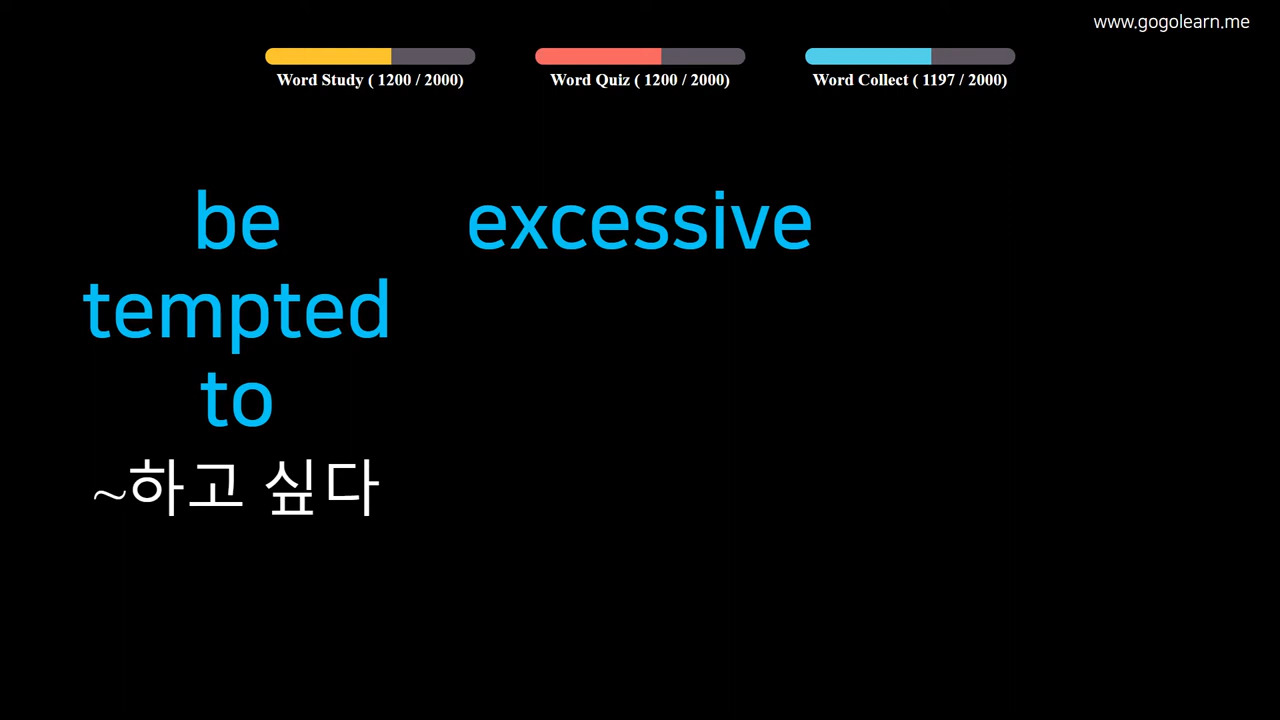 www.gogolearn.me
Word Study ( 1200 / 2000)
Word Quiz ( 1200 / 2000)
Word Collect ( 1197 / 2000)
be
tempted
to
~하고 싶다
excessive